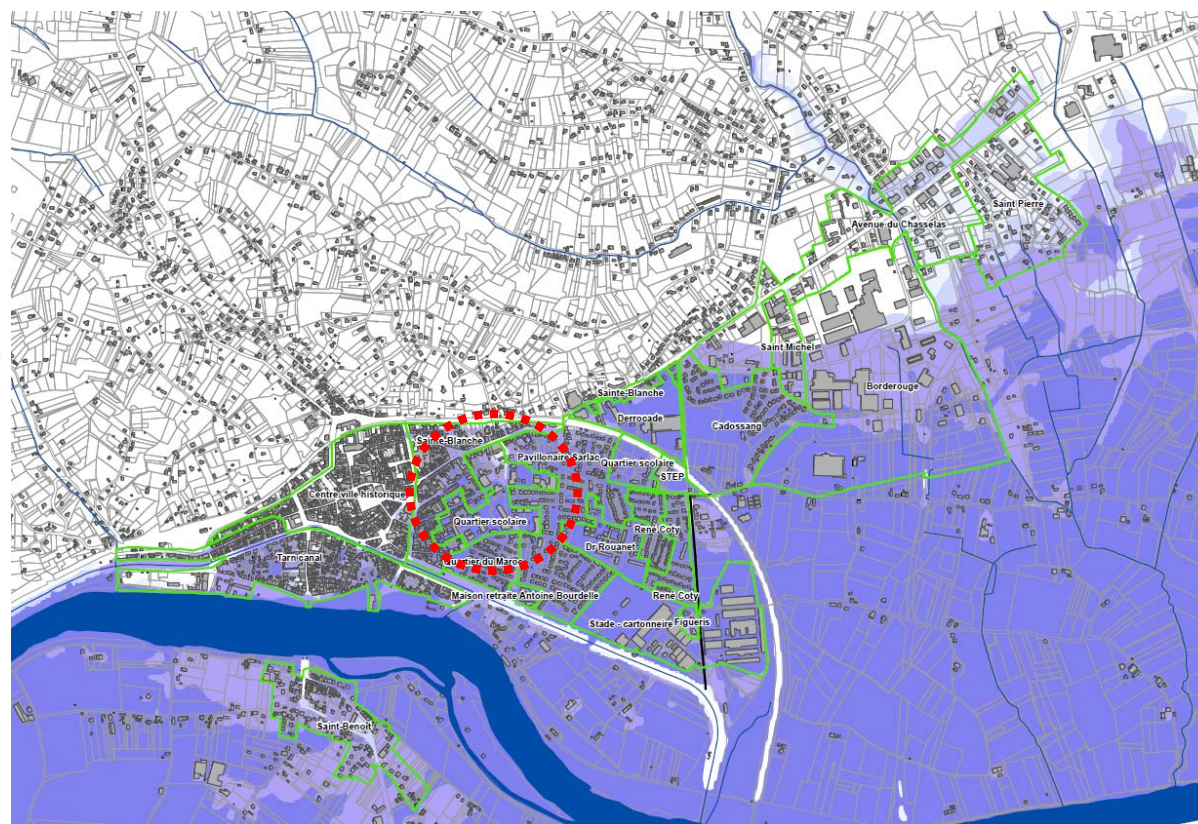 Saint Pierre
Avenue du Chasselas
Saint Michel
Borderouge
Sainte-Blanche
Derrocade
Cadossang
Sainte-Blanche
Pavillonaire Sarlac
Quartier scolaire
STEP
Centre ville historique
Quartier scolaire
René Coty
Dr Rouanet
Tarn canal
Quartier du Maroc
Maison retraite Antoine Bourdelle
René Coty
Stade - cartonneire
Figuéris
Saint-Benoit